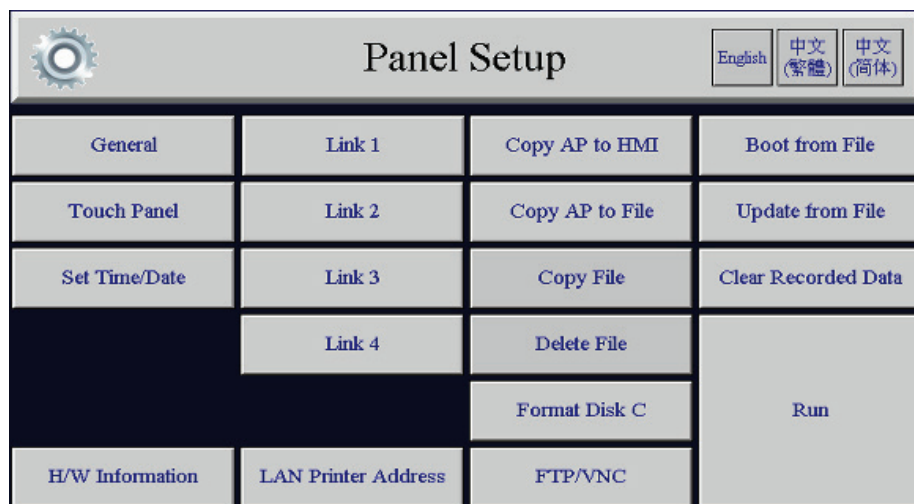 Panel Setup
English
中文
(繁體)
中文
(简体)
General
Link 1
Copy AP to HMI
Boot from File
Touch Panel
Link 2
Copy AP to File
Update from File
Set Time/Date
Link 3
Copy File
Clear Recorded Data
Link 4
Delete File
Format Disk C
Run
H/W Information
LAN Printer Address
FTP/VNC